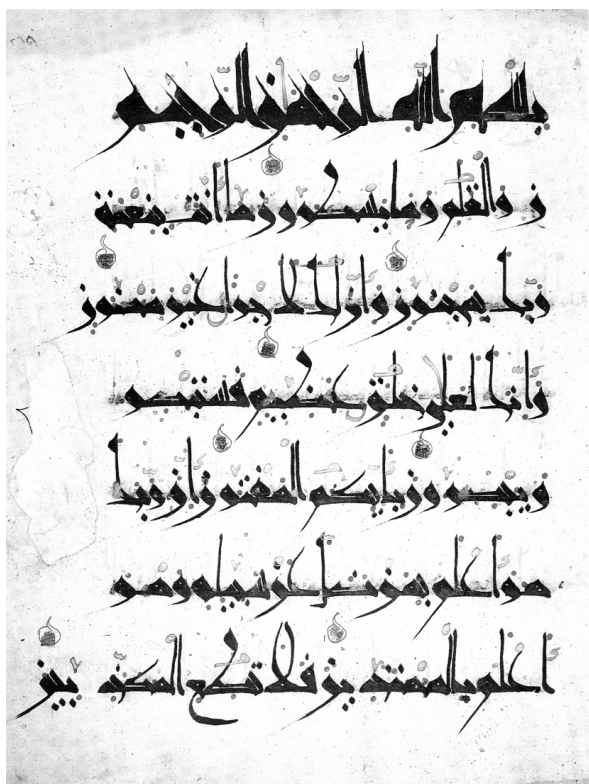 بسم الله الرحمن الرحيم
ن والقلم وما يسطرون ما انت بنعمة
ربك بمجنون وان لك لاجرا غير ممنون
وانك لعلى خلق عظيم فستبصر
ويبصرون بايكم المفتون ان ربك
هو اعلم بمن ضل عن سبيله وهو
اعلم بالمهتدين فلا تطع المكذبين